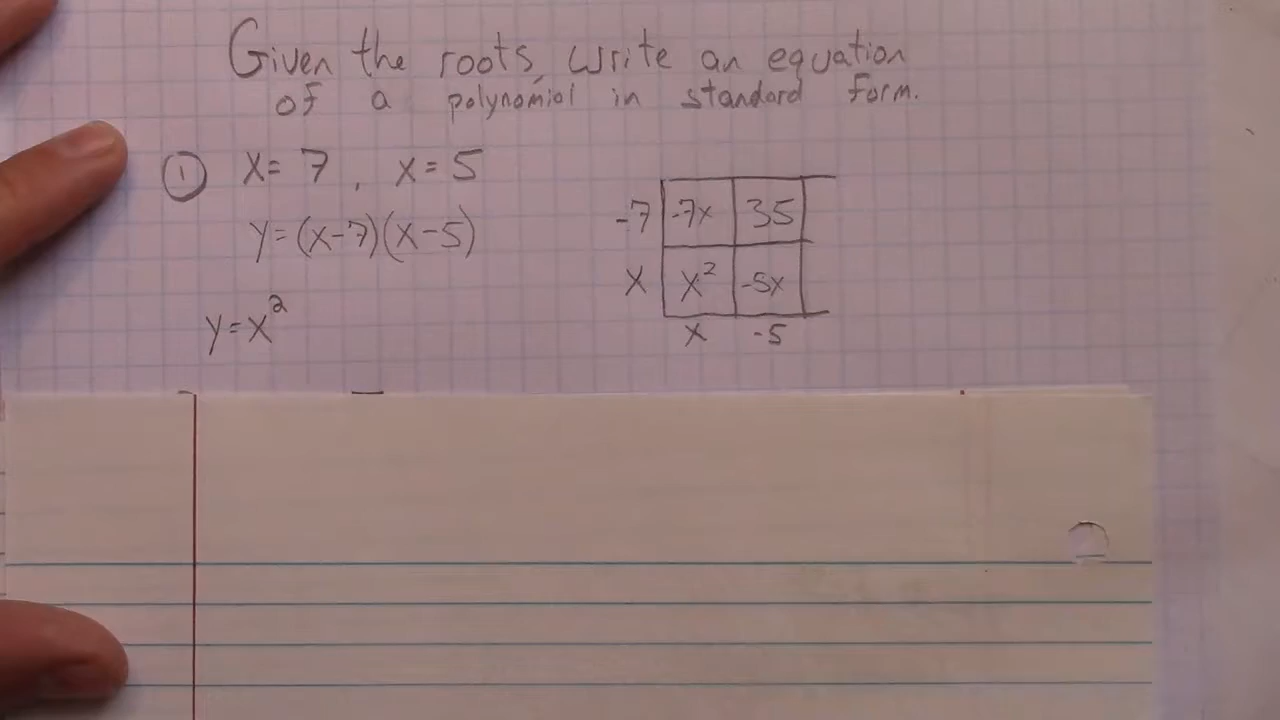 Given the roots, write an equation
of a polynomial in standard form.
① x = 7 , x = 5
y = (x-7)(x-5)
y = x²
-7 -7x 35
x x² -5x
x -5